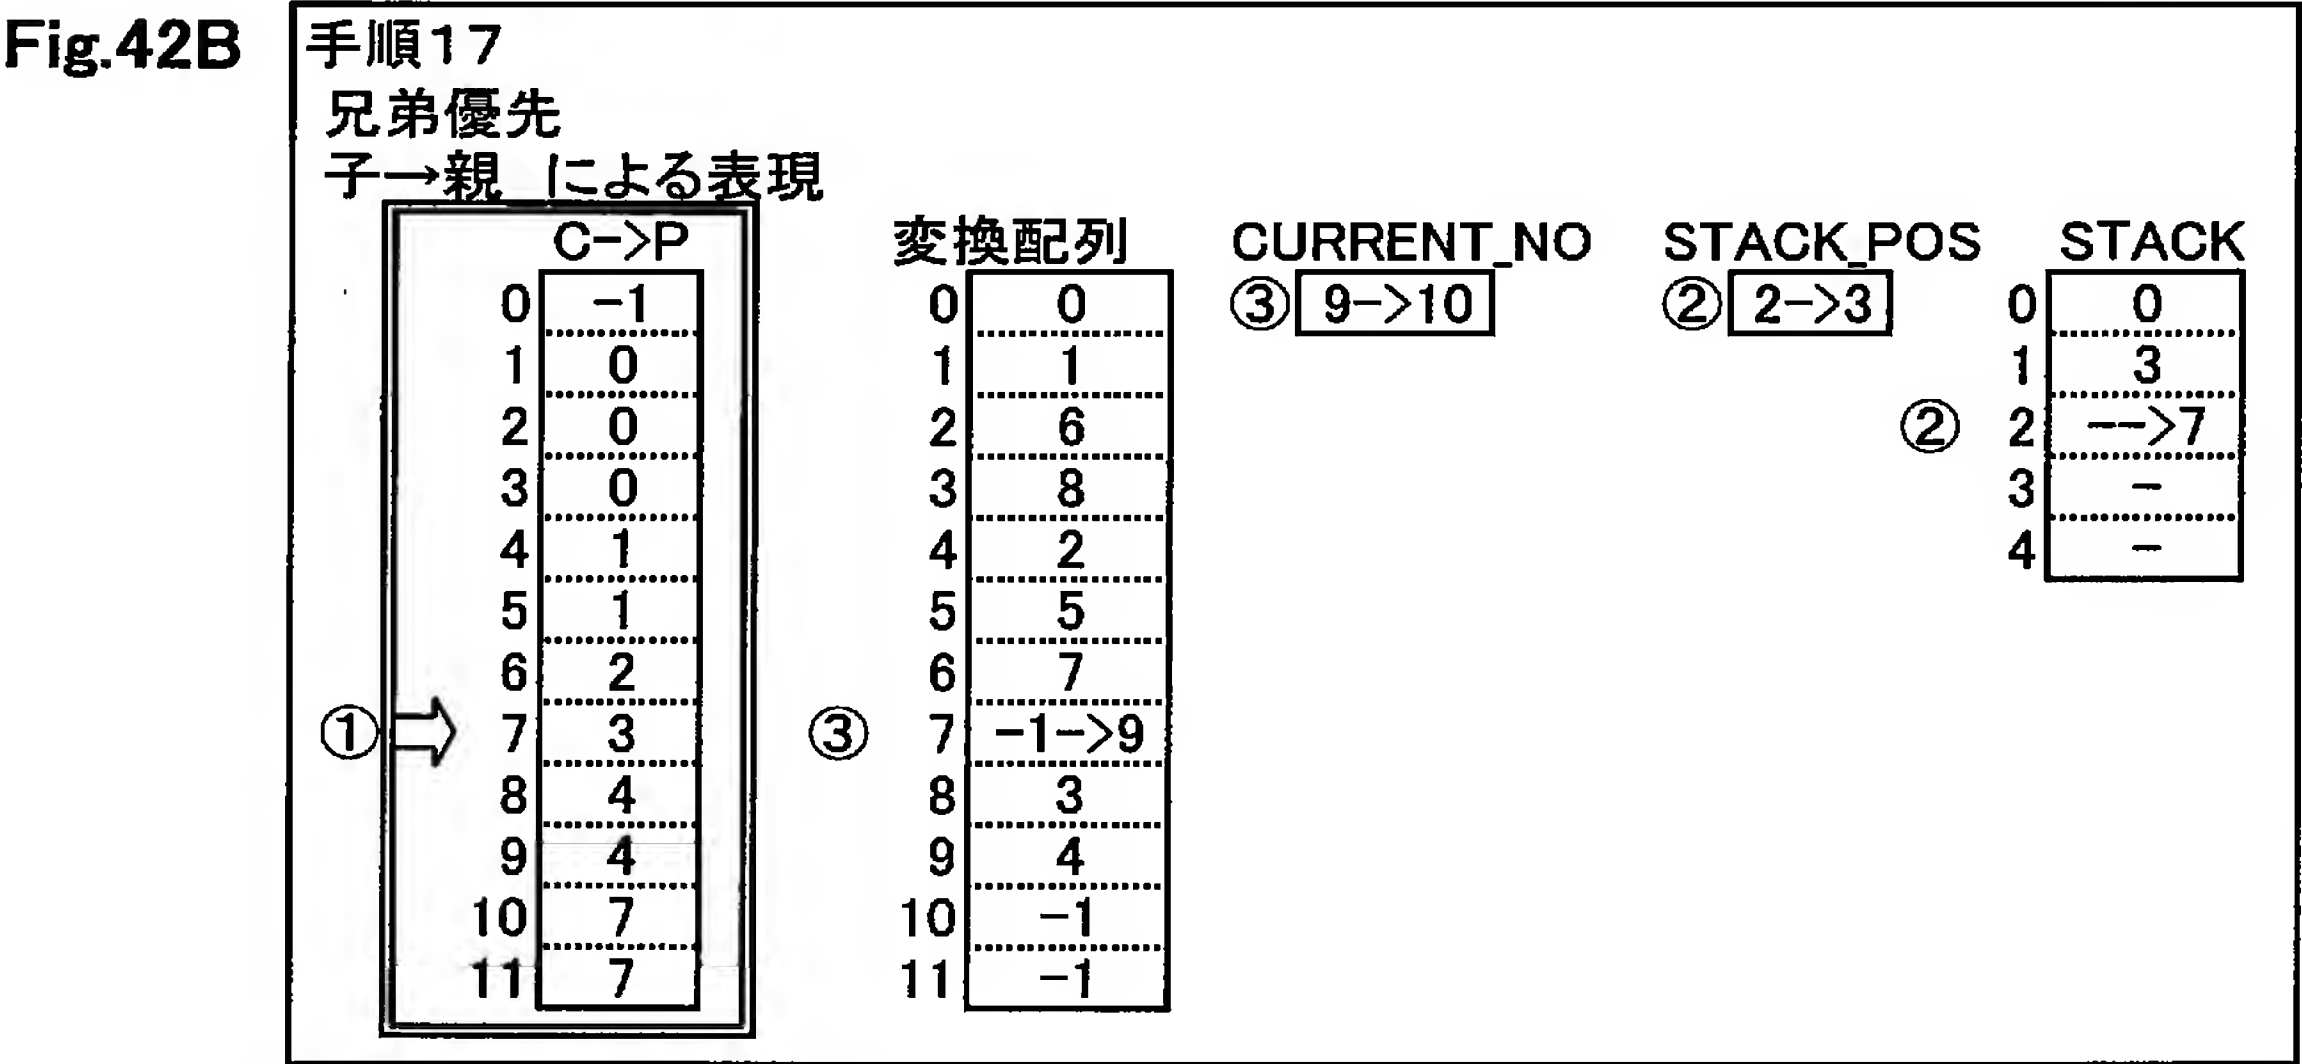 Fig.42B
手順17
兄弟優先
子→親 による表現
C->P 変換配列 CURRENT_NO STACK_POS STACK
0 -1 0 0 ③ 9->10 ② 2->3 0 0
1 0 1 1 1 3
2 0 2 6 ② 2 -->7
3 0 3 8 3 -
4 1 4 2 4 -
5 1 5 5
6 2 6 7
① 7 3 ③ 7 -1->9
8 4 8 3
9 4 9 4
10 7 10 -1
11 7 11 -1